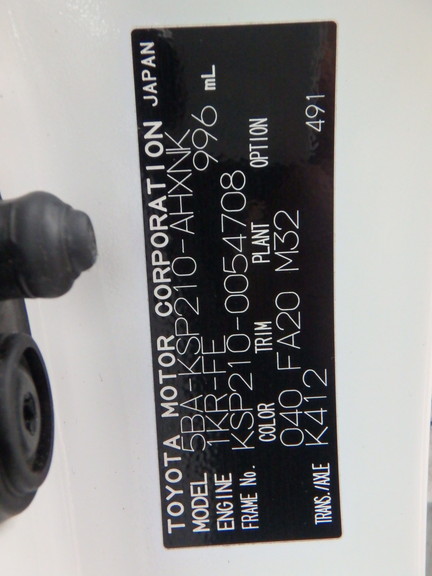 TOYOTA MOTOR CORPORATION JAPAN
MODEL 5BA-KSP210-AHXNK
ENGINE 1KR-FE 996 mL
FRAME No. KSP210-0054708
COLOR TRIM PLANT OPTION
040 FA20 M32
TRANS./AXLE K412 491